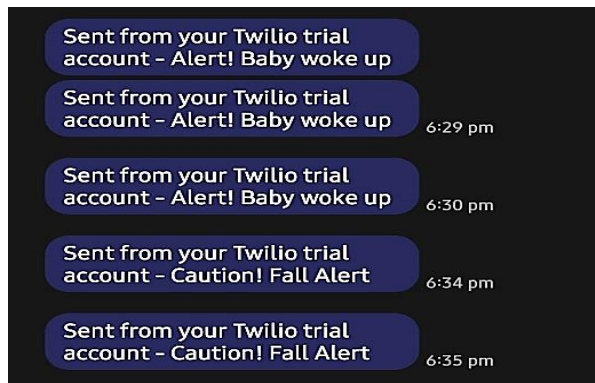 Sent from your Twilio trial
account - Alert! Baby woke up
Sent from your Twilio trial
account - Alert! Baby woke up
6:29 pm
Sent from your Twilio trial
account - Alert! Baby woke up
6:30 pm
Sent from your Twilio trial
account - Caution! Fall Alert
6:34 pm
Sent from your Twilio trial
account - Caution! Fall Alert
6:35 pm